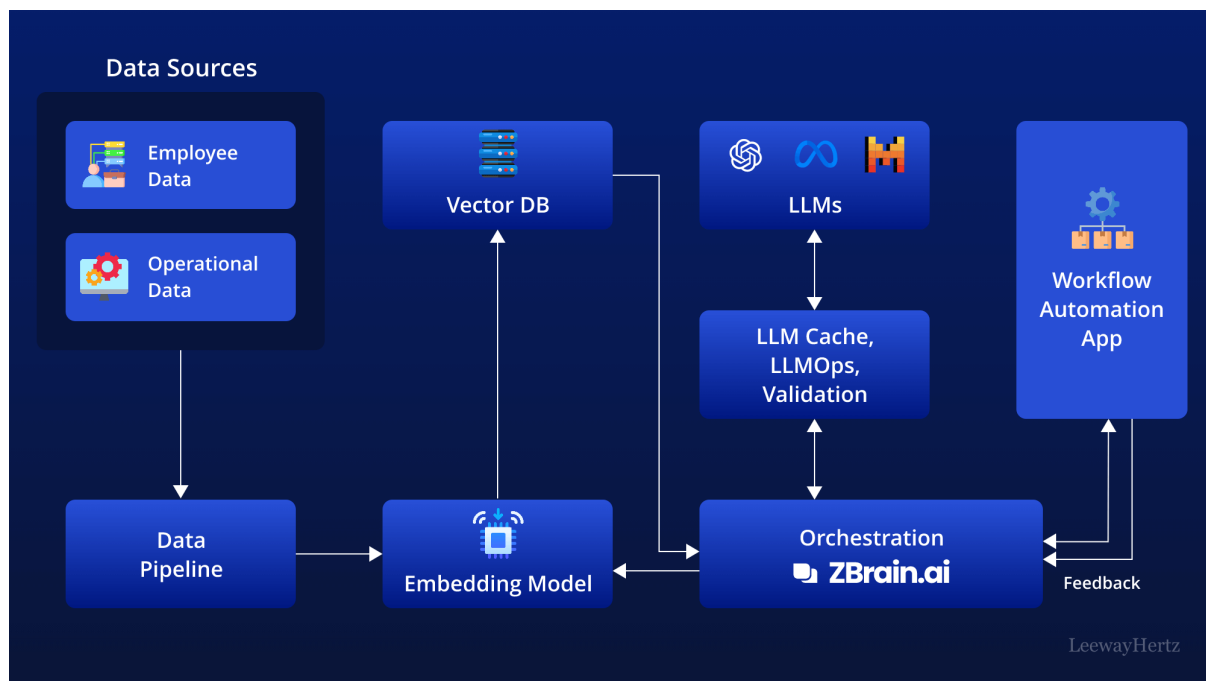 Data Sources
Employee
Data
Operational
Data
Vector DB
LLMs
LLM Cache,
LLMOps,
Validation
Workflow
Automation
App
Data
Pipeline
Embedding Model
Orchestration
ZBrain.ai
Feedback
LeewayHertz